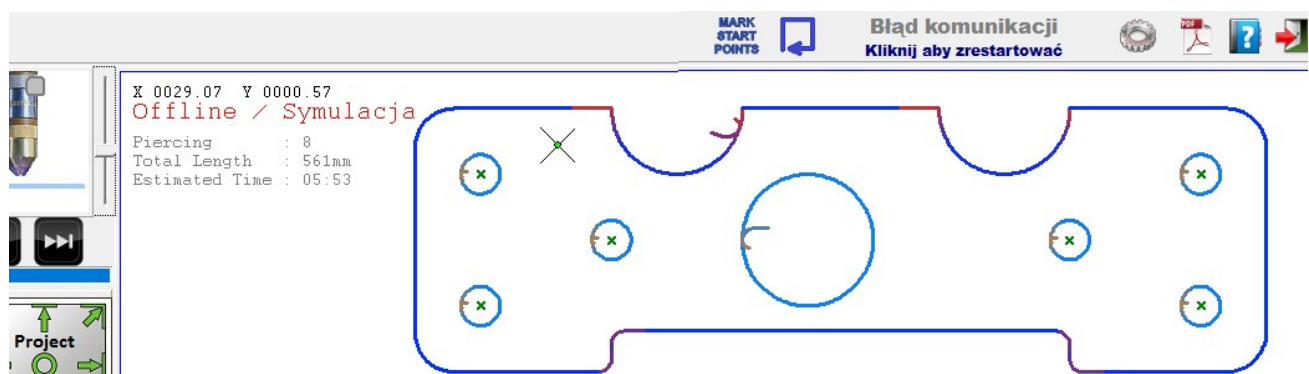 MARK
START
POINTS
Błąd komunikacji
Kliknij aby zrestartować
PDF
?
X 0029.07 Y 0000.57
Offline / Symulacja
Piercing : 8
Total Length : 561mm
Estimated Time : 05:53
Project